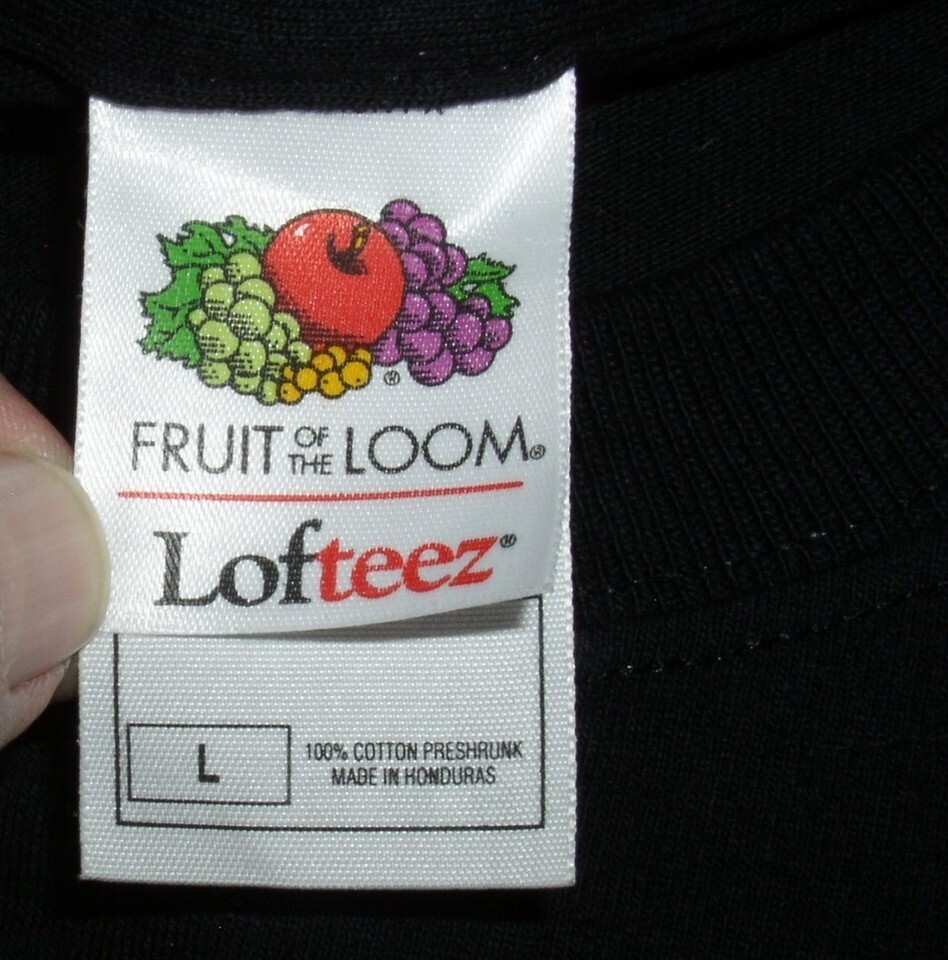 ®
FRUIT OF THE LOOM®
Lofteez®
L
100% COTTON PRESHRUNK
MADE IN HONDURAS